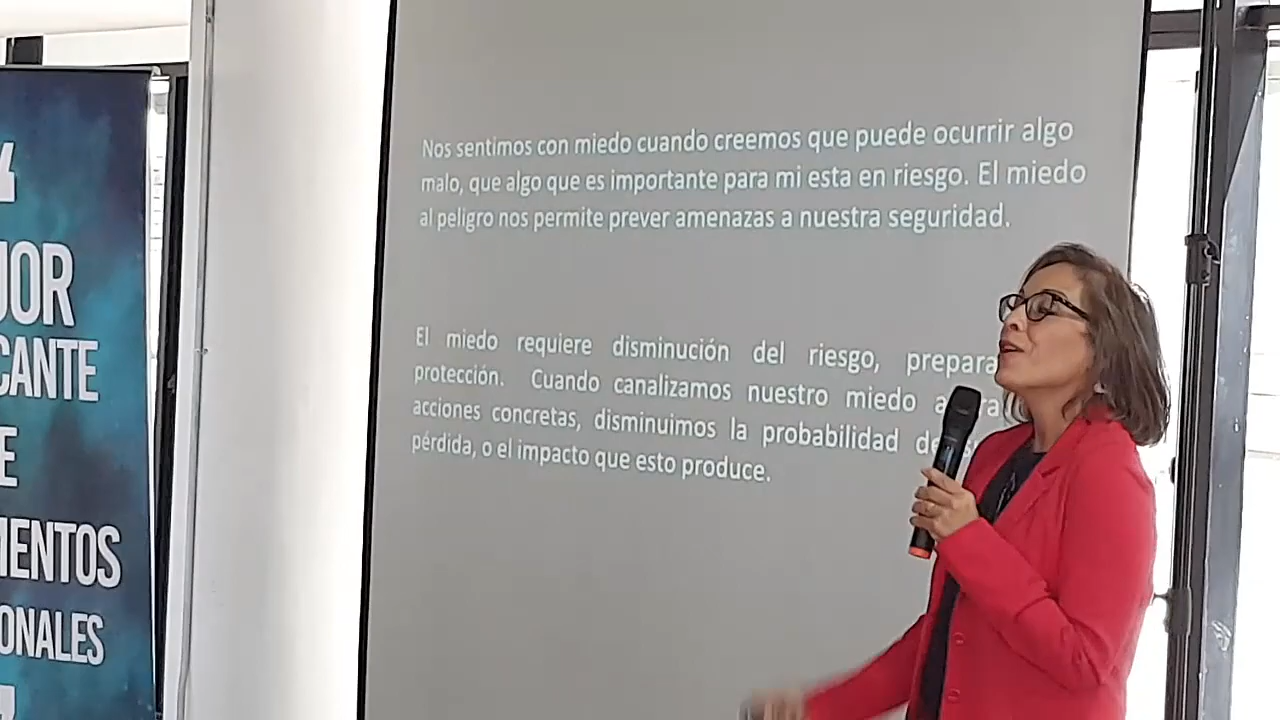 JOR
CANTE
E
MENTOS
ONALES
Nos sentimos con miedo cuando creemos que puede ocurrir algo
malo, que algo que es importante para mi esta en riesgo. El miedo
al peligro nos permite prever amenazas a nuestra seguridad.
El miedo requiere disminución del riesgo, prepara
protección. Cuando canalizamos nuestro miedo
acciones concretas, disminuimos la probabilidad de
pérdida, o el impacto que esto produce.